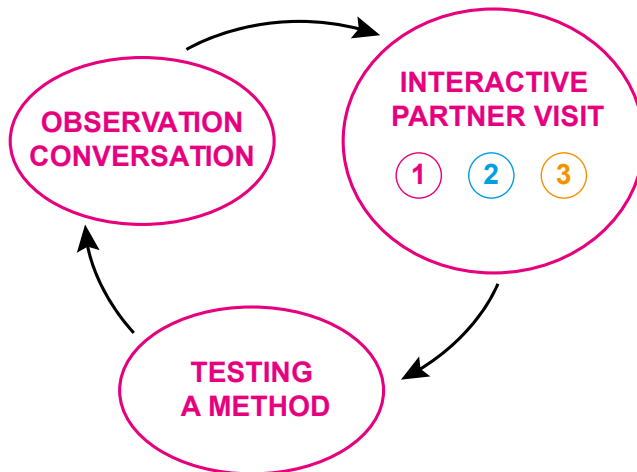 OBSERVATION
CONVERSATION
INTERACTIVE
PARTNER VISIT
1 2 3
TESTING
A METHOD